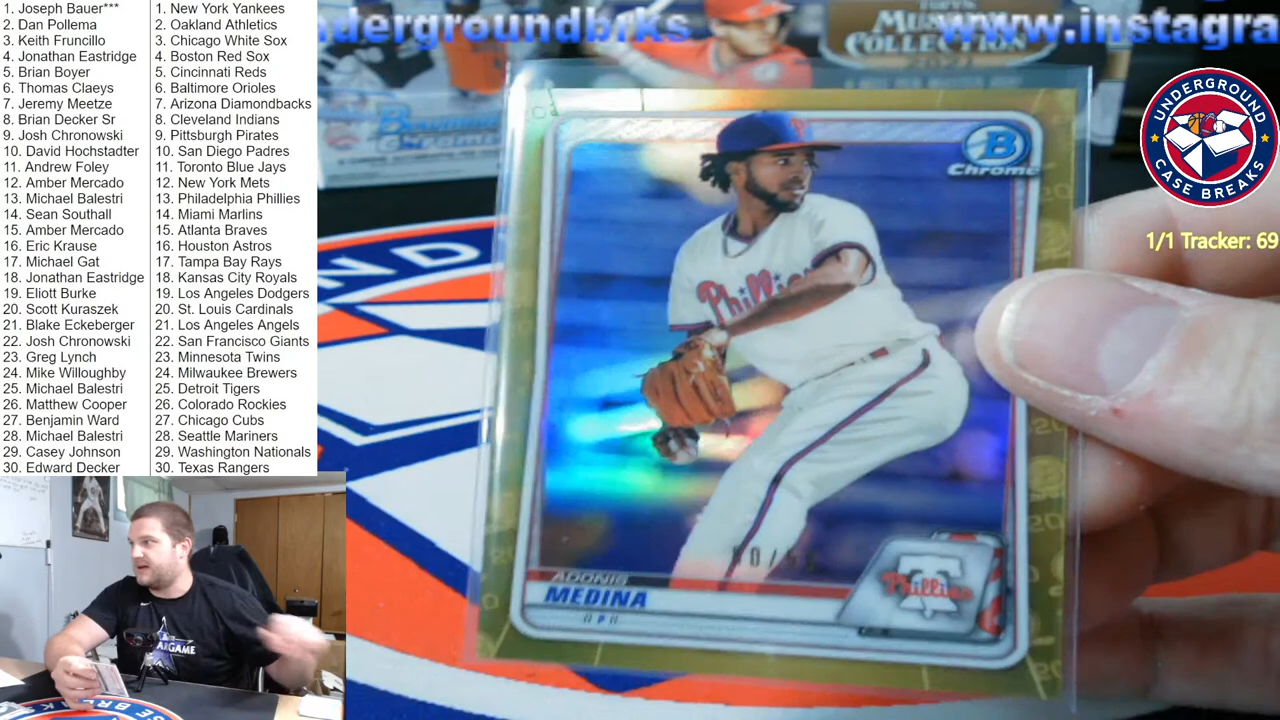 1. Joseph Bauer***
2. Dan Pollema
3. Keith Fruncillo
4. Jonathan Eastridge
5. Brian Boyer
6. Thomas Claeys
7. Jeremy Meetze
8. Brian Decker Sr
9. Josh Chronowski
10. David Hochstadter
11. Andrew Foley
12. Amber Mercado
13. Michael Balestri
14. Sean Southall
15. Amber Mercado
16. Eric Krause
17. Michael Gat
18. Jonathan Eastridge
19. Eliott Burke
20. Scott Kuraszek
21. Blake Eckeberger
22. Josh Chronowski
23. Greg Lynch
24. Mike Willoughby
25. Michael Balestri
26. Matthew Cooper
27. Benjamin Ward
28. Michael Balestri
29. Casey Johnson
30. Edward Decker
1. New York Yankees
2. Oakland Athletics
3. Chicago White Sox
4. Boston Red Sox
5. Cincinnati Reds
6. Baltimore Orioles
7. Arizona Diamondbacks
8. Cleveland Indians
9. Pittsburgh Pirates
10. San Diego Padres
11. Toronto Blue Jays
12. New York Mets
13. Philadelphia Phillies
14. Miami Marlins
15. Atlanta Braves
16. Houston Astros
17. Tampa Bay Rays
18. Kansas City Royals
19. Los Angeles Dodgers
20. St. Louis Cardinals
21. Los Angeles Angels
22. San Francisco Giants
23. Minnesota Twins
24. Milwaukee Brewers
25. Detroit Tigers
26. Colorado Rockies
27. Chicago Cubs
28. Seattle Mariners
29. Washington Nationals
30. Texas Rangers
dergroundbrks
www.instagra
COLLECTION
Bowman
Chrome
UNDERGROUND
CASE BREAKS
1/1 Tracker: 69
B
Chrome
Phillies
ADONIS
MEDINA
P
Phillies
ND